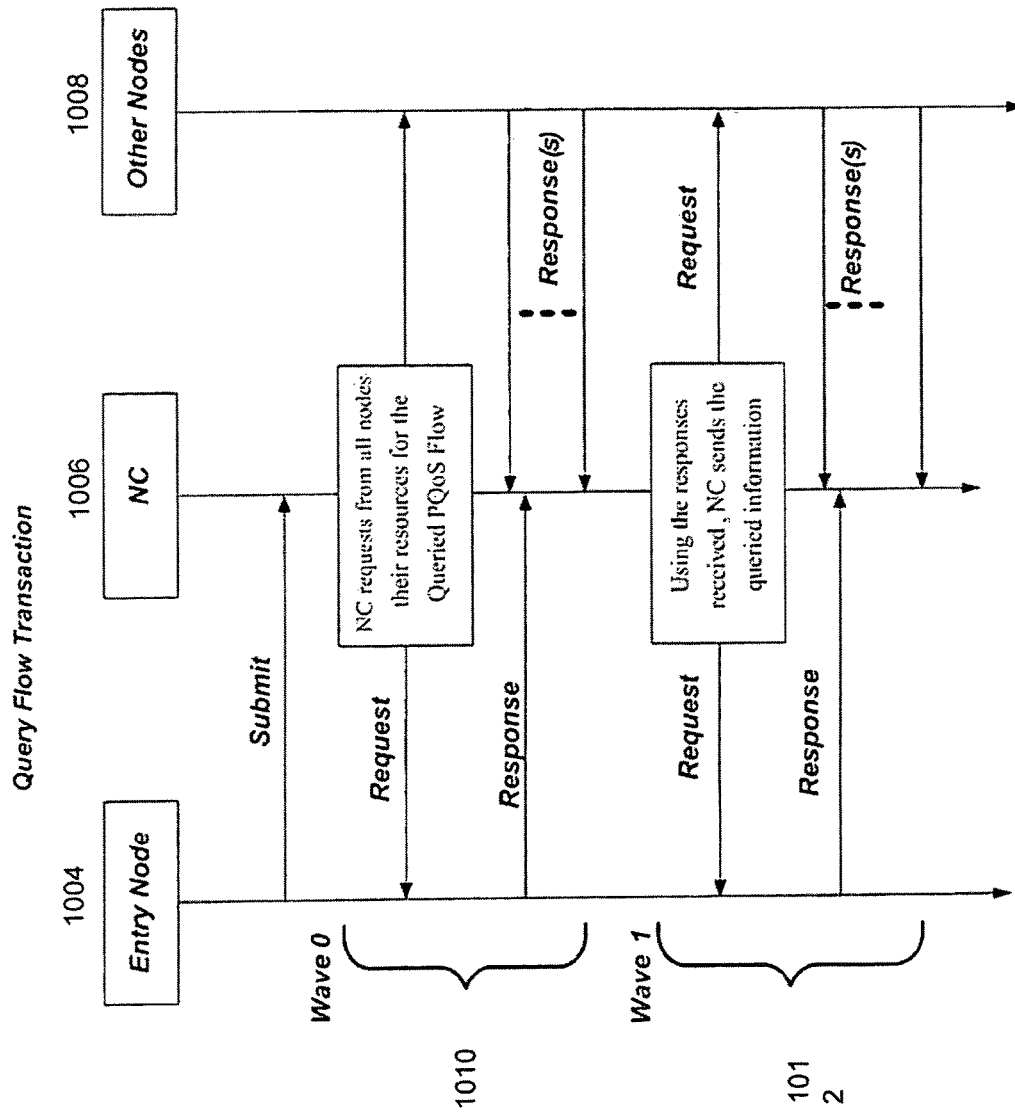 Query Flow Transaction
1004
1006
1008
Entry Node
NC
Other Nodes
Submit
Wave 0
1010
NC requests from all nodes
their resources for the
Queried PQoS Flow
Request
Response
Response(s)
Wave 1
101
2
Using the responses
received, NC sends the
queried information
Request
Request
Response
Response(s)